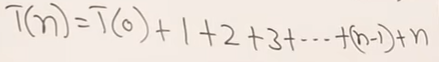 T(n) = T(0) + 1 + 2 + 3 + ---- + (n-1) + n